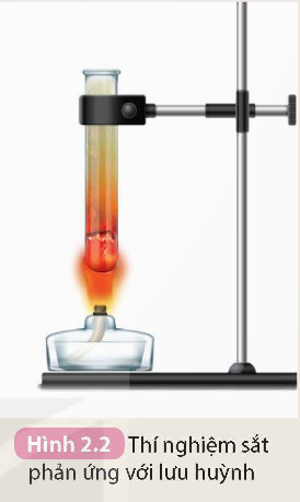 Hình 2.2 Thí nghiệm sắt
phản ứng với lưu huỳnh